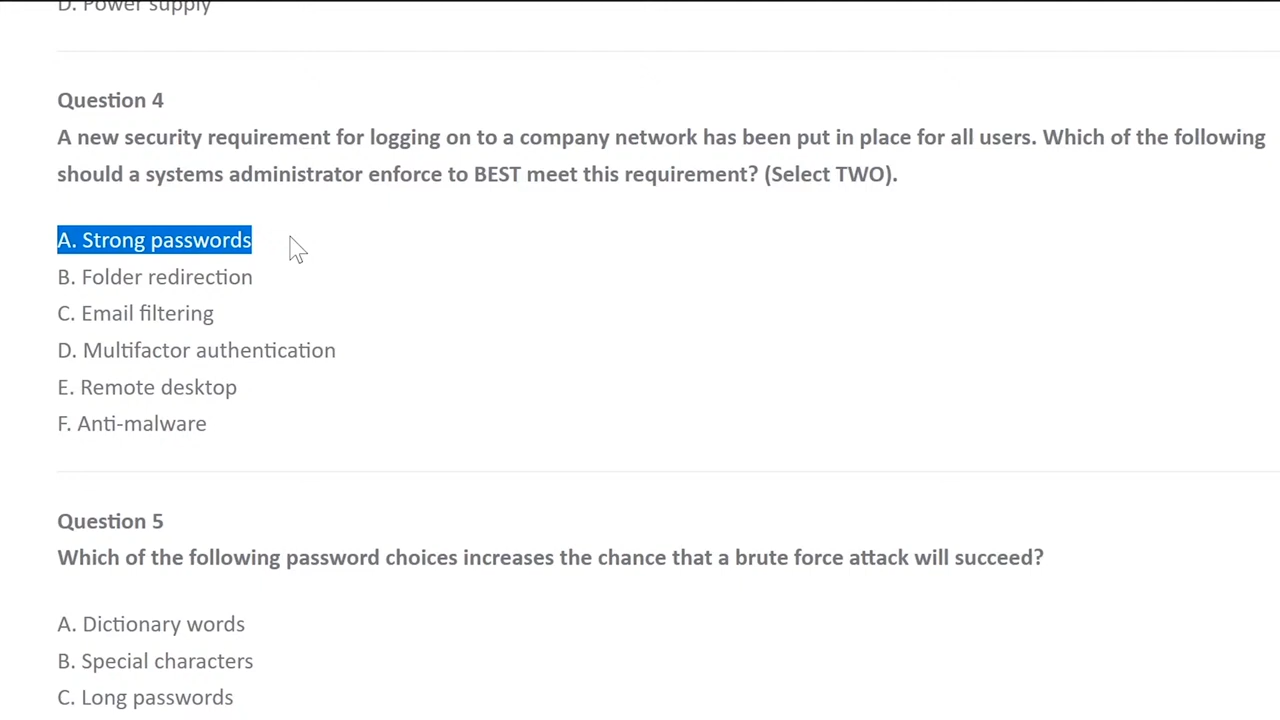 D. Power supply
Question 4
A new security requirement for logging on to a company network has been put in place for all users. Which of the following
should a systems administrator enforce to BEST meet this requirement? (Select TWO).
A. Strong passwords
B. Folder redirection
C. Email filtering
D. Multifactor authentication
E. Remote desktop
F. Anti-malware
Question 5
Which of the following password choices increases the chance that a brute force attack will succeed?
A. Dictionary words
B. Special characters
C. Long passwords